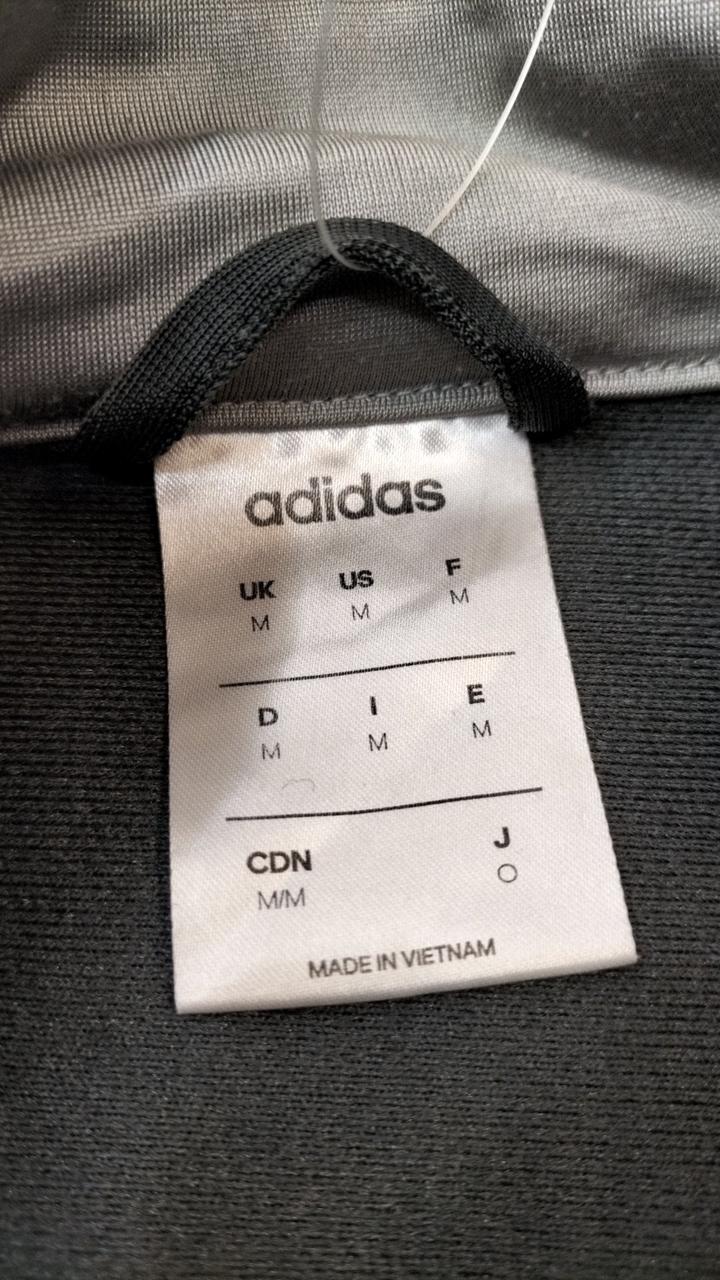 adidas
UK US F
M M M
D I E
M M M
CDN J
M/M O
MADE IN VIETNAM